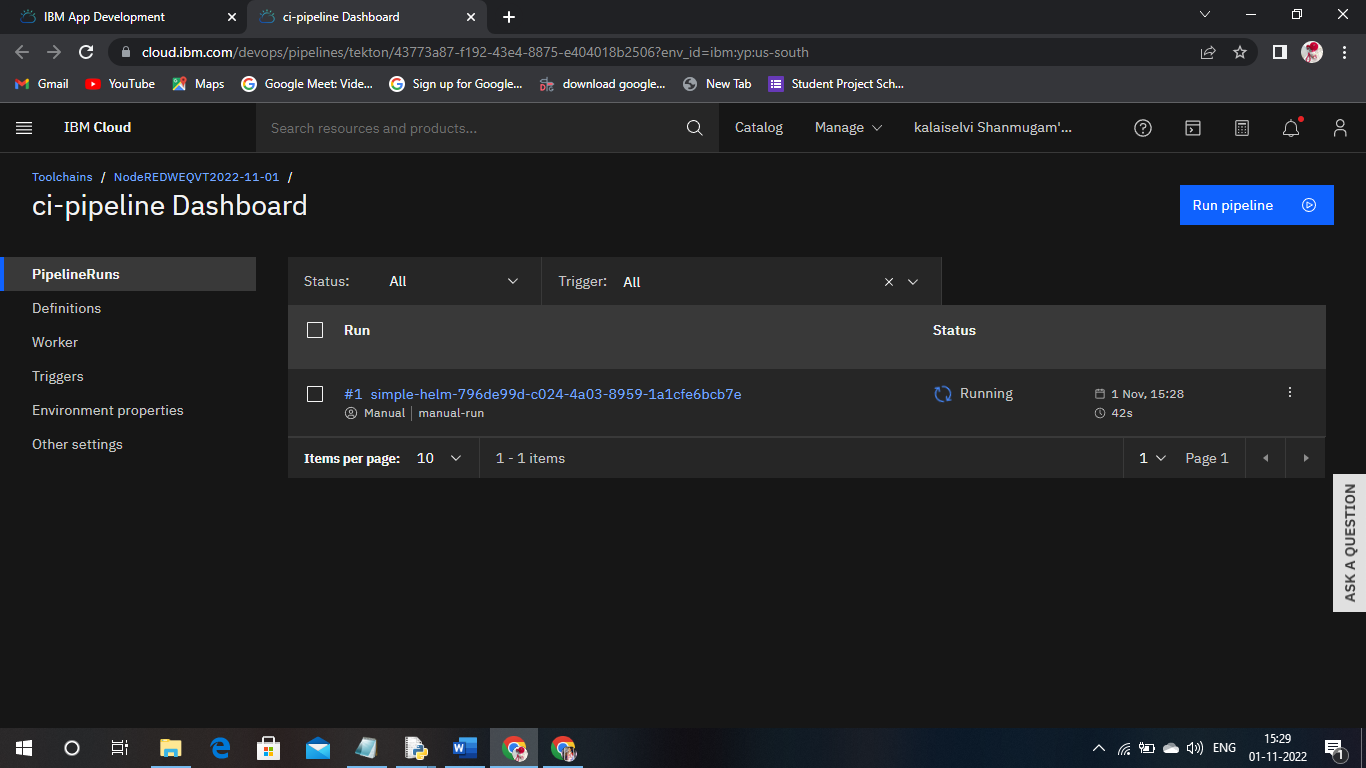 IBM App Development
ci-pipeline Dashboard
cloud.ibm.com/devops/pipelines/tekton/43773a87-f192-43e4-8875-e404018b2506?env_id=ibm:yp:us-south
Gmail
YouTube
Maps
Google Meet: Vide...
Sign up for Google...
download google...
New Tab
Student Project Sch...
IBM Cloud
Search resources and products...
Catalog
Manage
kalaiselvi Shanmugam'...
Toolchains / NodeREDWEQVT2022-11-01 /
ci-pipeline Dashboard
Run pipeline
PipelineRuns
Definitions
Worker
Triggers
Environment properties
Other settings
Status: All
Trigger: All
Run
Status
#1 simple-helm-796de99d-c024-4a03-8959-1a1cfe6bcb7e
Manual
manual-run
Running
1 Nov, 15:28
42s
Items per page: 10
1 - 1 items
1
Page 1
ASK A QUESTION
ENG
15:29
01-11-2022
1